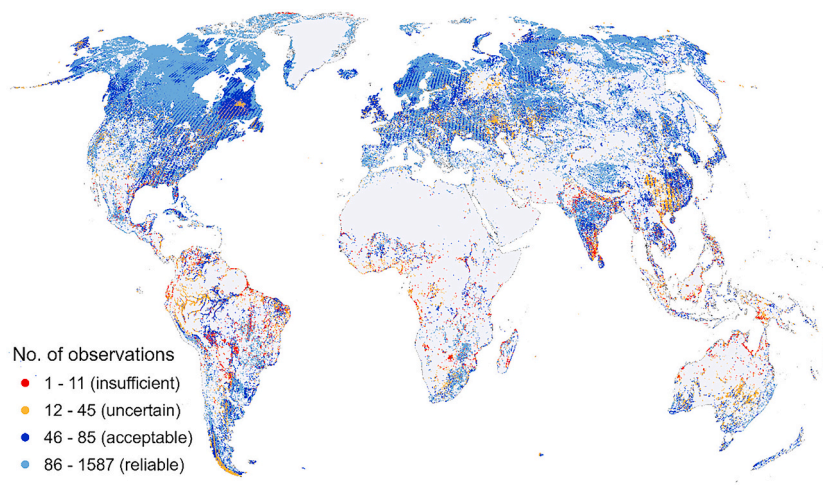 No. of observations
1 - 11 (insufficient)
12 - 45 (uncertain)
46 - 85 (acceptable)
86 - 1587 (reliable)